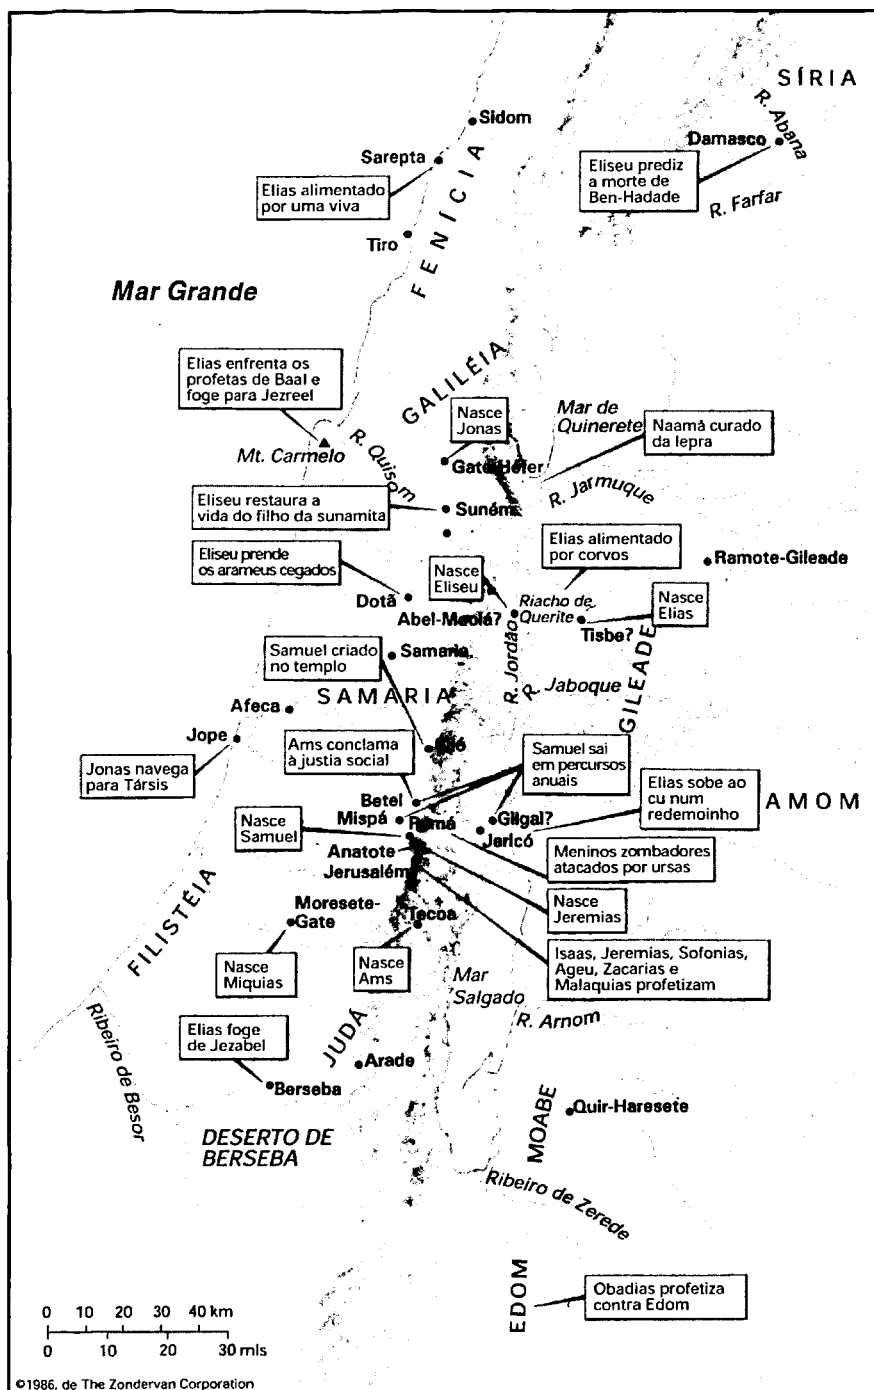 SÍRIA
R. Abana
Sidom
Damasco
Sarepta
Eliseu prediz
a morte de
Ben-Hadade
Elias alimentado
por uma viva
R. Farfar
FENÍCIA
Tiro
Mar Grande
Elias enfrenta os
profetas de Baal e
foge para Jezreel
GALILÉIA
Nasce
Jonas
Mar de
Quinerete
Naamã curado
da lepra
Mt. Carmelo
R. Quisom
Gate-Hefer
R. Jarmuque
Eliseu restaura a
vida do filho da sunamita
Suném
Elias alimentado
por corvos
Ramote-Gileade
Eliseu prende
os arameus cegados
Nasce
Eliseu
Nasce
Elias
Dotã
Riacho de
Querite
Abel-Meolá?
Tisbe?
Samuel criado
no templo
Samaria
R. Jordão
R. Jaboque
GILEADE
SAMARIA
Afeca
Jope
Ams conclama
à justia social
Samuel sai
em percursos
anuais
Jonas navega
para Társis
Elias sobe ao
cu num
redemoinho
AMOM
Betel
Mispá
Ramá
Gilgal?
Jericó
Nasce
Samuel
Anatote
Jerusalém
Meninos zombadores
atacados por ursas
Nasce
Jeremias
Moresete-
Gate
Tecoa
FILISTÉIA
Nasce
Miquias
Nasce
Ams
Isaas, Jeremias, Sofonias,
Ageu, Zacarias e
Malaquias profetizam
Mar
Salgado
R. Arnom
Elias foge
de Jezabel
JUDÁ
Ribeiro de Besor
Arade
Berseba
Quir-Haresete
DESERTO DE
BERSEBA
MOABE
Ribeiro de Zerede
EDOM
Obadias profetiza
contra Edom
0 10 20 30 40 km
0 10 20 30 mls
©1986, de The Zondervan Corporation